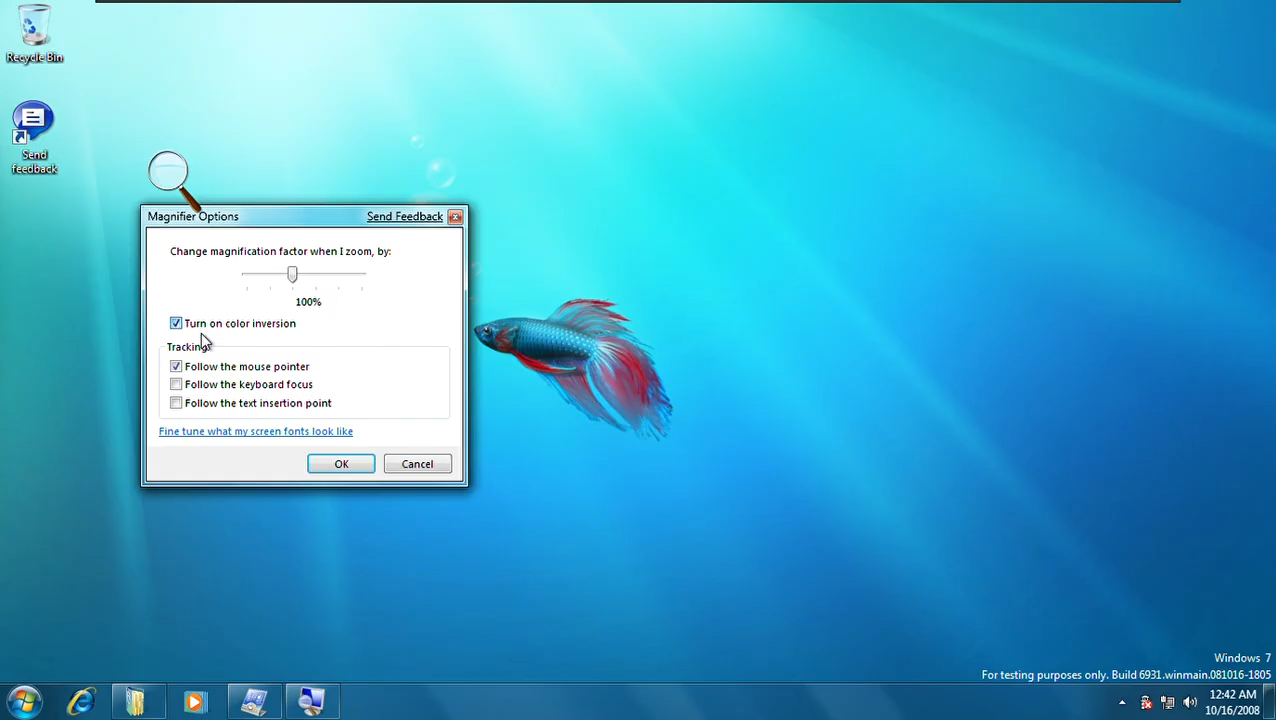 Recycle Bin
Send
feedback
Magnifier Options
Send Feedback
Change magnification factor when I zoom, by:
100%
Turn on color inversion
Tracking
Follow the mouse pointer
Follow the keyboard focus
Follow the text insertion point
Fine tune what my screen fonts look like
OK
Cancel
Windows 7
For testing purposes only. Build 6931.winmain.081016-1805
12:42 AM
10/16/2008